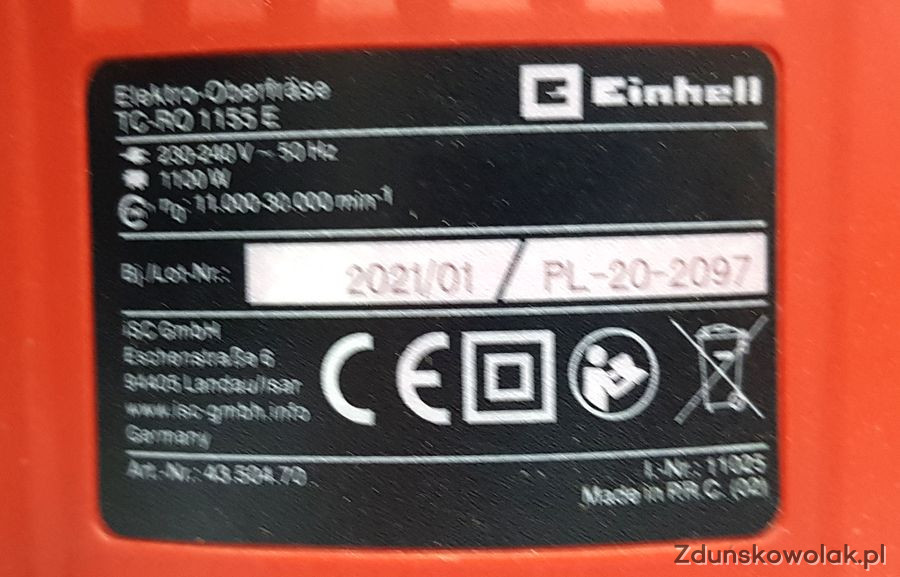 Elektro-Oberfräse
TC-RO 1155 E
Einhell
230-240 V ~ 50 Hz
1100 W
n0: 11.000-30.000 min-1
Bj./Lot-Nr.: 2021/01 / PL-20-2097
iSC GmbH
Eschenstraße 6
94405 Landau/Isar
www.isc-gmbh.info
Germany
CE
Art.-Nr.: 43.504.70
I.-Nr.: 11025
Made in P.R.C. (02)
Zdunskowolak.pl